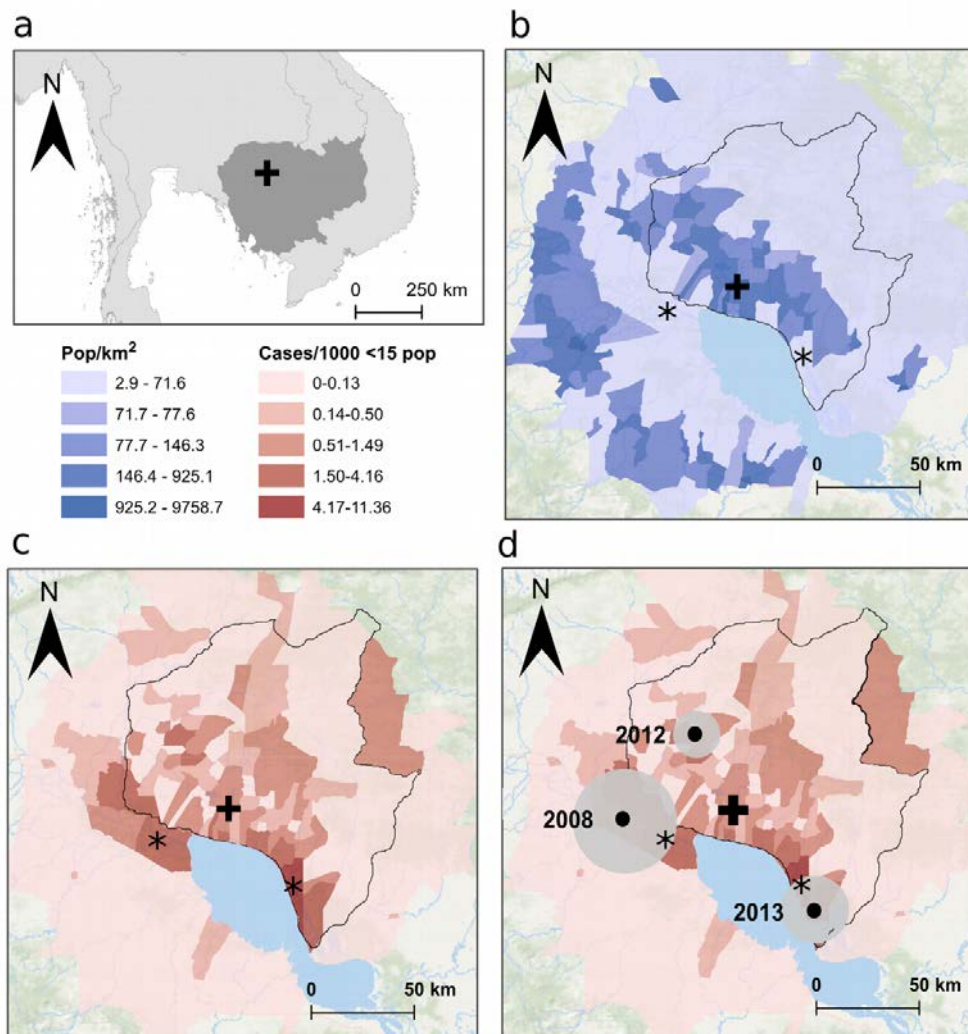 a
N
0 250 km
b
N
0 50 km
Pop/km²
2.9 - 71.6
71.7 - 77.6
77.7 - 146.3
146.4 - 925.1
925.2 - 9758.7
Cases/1000 <15 pop
0-0.13
0.14-0.50
0.51-1.49
1.50-4.16
4.17-11.36
c
N
0 50 km
d
N
2012
2008
2013
0 50 km